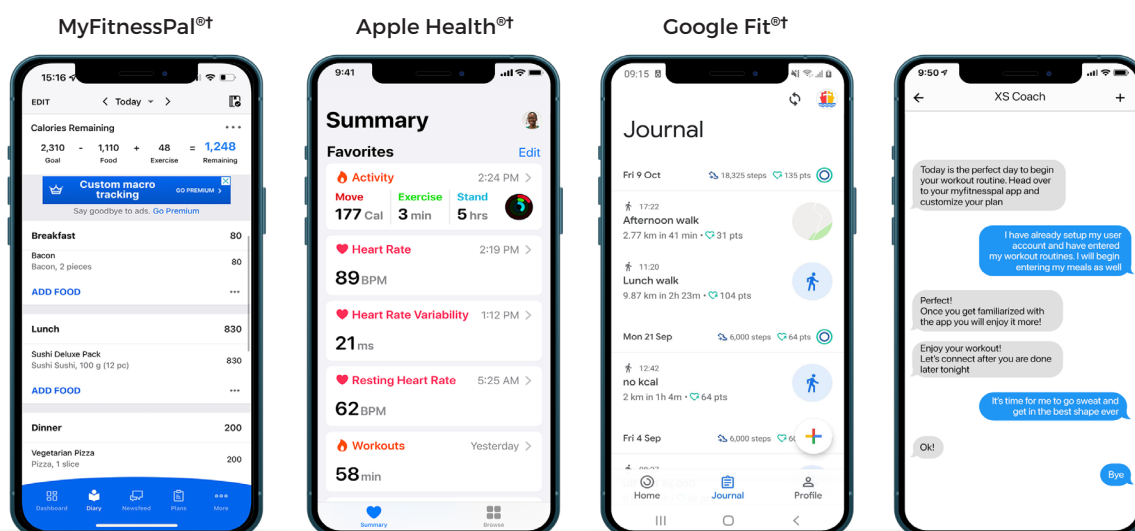 MyFitnessPal®†
15:16
EDIT
Today
Calories Remaining
2,310 - 1,110 + 48 = 1,248
Goal Food Exercise Remaining
Custom macro tracking
GO PREMIUM
Say goodbye to ads. Go Premium
Breakfast 80
Bacon
Bacon, 2 pieces 80
ADD FOOD
Lunch 830
Sushi Deluxe Pack
Sushi Sushi, 100 g (12 pc) 830
ADD FOOD
Dinner 200
Vegetarian Pizza
Pizza, 1 slice 200
Dashboard Diary Newsfeed Plans More
Apple Health®†
9:41
Summary
Favorites Edit
Activity 2:24 PM
Move Exercise Stand
177 Cal 3 min 5 hrs
Heart Rate 2:19 PM
89 BPM
Heart Rate Variability 1:12 PM
21 ms
Resting Heart Rate 5:25 AM
62 BPM
Workouts Yesterday
58 min
Summary Browse
Google Fit®†
09:15
Journal
Fri 9 Oct 18,325 steps 135 pts
17:22
Afternoon walk
2.77 km in 41 min • 31 pts
11:20
Lunch walk
9.87 km in 2h 23m • 104 pts
Mon 21 Sep 6,000 steps 64 pts
12:42
no kcal
2 km in 1h 4m • 64 pts
Fri 4 Sep 6,000 steps
Home Journal Profile
9:50
XS Coach
Today is the perfect day to begin
your workout routine. Head over
to your myfitnesspal app and
customize your plan
I have already setup my user
account and have entered
my workout routines. I will begin
entering my meals as well
Perfect!
Once you get familiarized with
the app you will enjoy it more!
Enjoy your workout!
Let's connect after you are done
later tonight
It's time for me to go sweat and
get in the best shape ever
Ok!
Bye